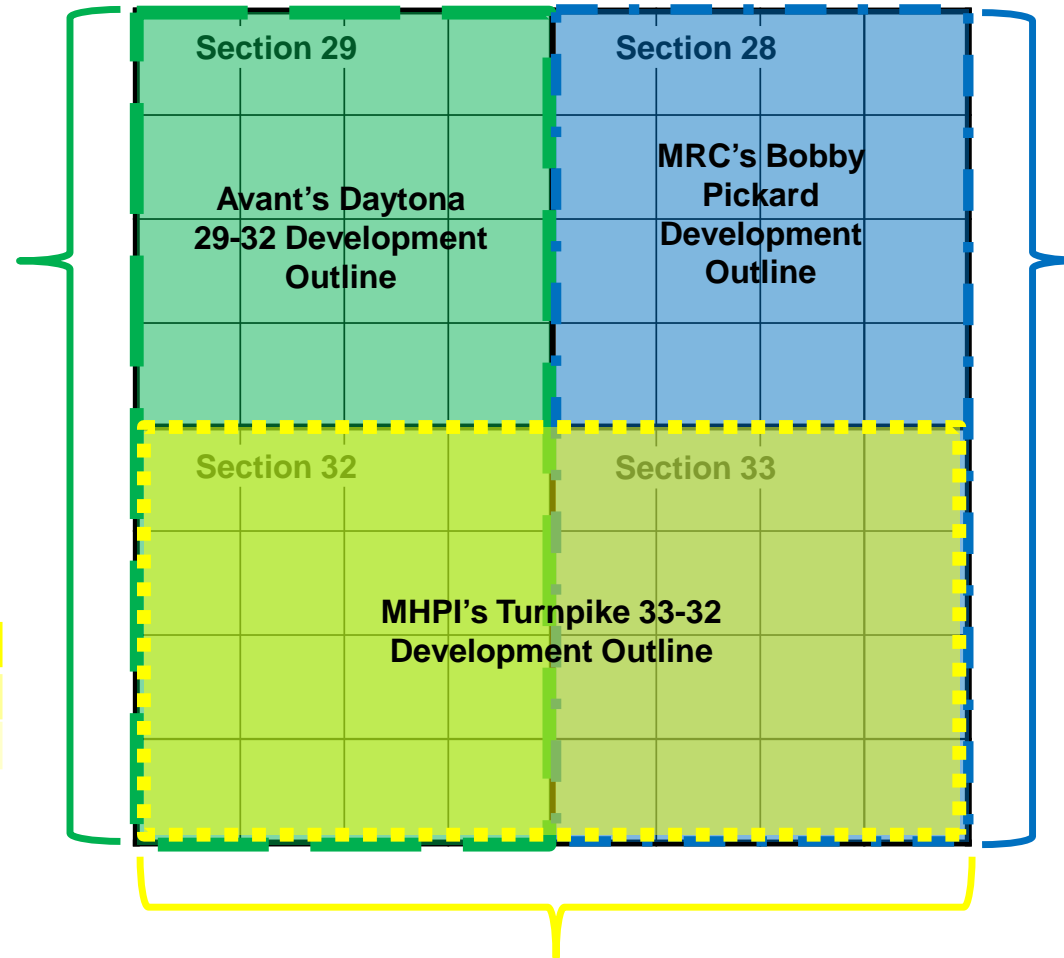 Section 29
Section 28
Avant’s Daytona
29-32 Development
Outline
MRC’s Bobby
Pickard
Development
Outline
Section 32
Section 33
MHPI’s Turnpike 33-32
Development Outline